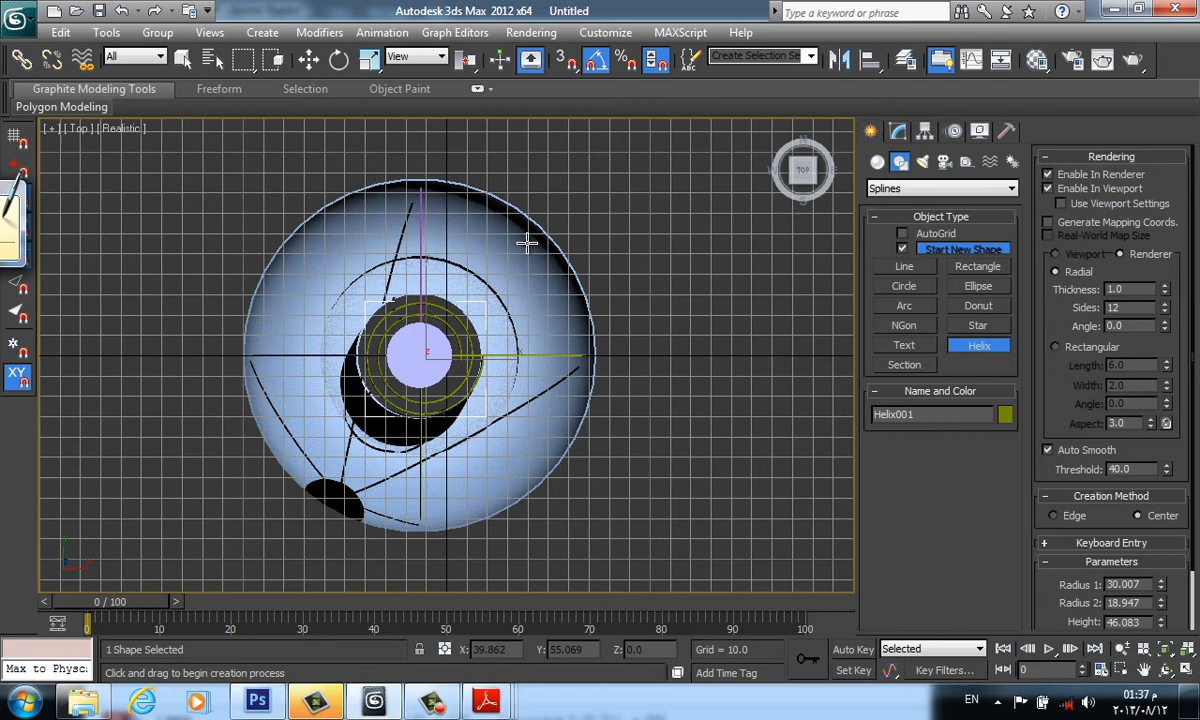 Autodesk 3ds Max 2012 x64 Untitled
Type a keyword or phrase
Edit Tools Group Views Create Modifiers Animation Graph Editors Rendering Customize MAXScript Help
All View 3 Create Selection Se
Graphite Modeling Tools Freeform Selection Object Paint
Polygon Modeling
[ + ] [ Top ] [ Realistic ]
TOP
Splines
Object Type
AutoGrid
Start New Shape
Line Rectangle
Circle Ellipse
Arc Donut
NGon Star
Text Helix
Section
Name and Color
Helix001
Rendering
Enable In Renderer
Enable In Viewport
Use Viewport Settings
Generate Mapping Coords.
Real-World Map Size
Viewport Renderer
Radial
Thickness: 1.0
Sides: 12
Angle: 0.0
Rectangular
Length: 6.0
Width: 2.0
Angle: 0.0
Aspect: 3.0
Auto Smooth
Threshold: 40.0
Creation Method
Edge Center
Keyboard Entry
Parameters
Radius 1: 30.007
Radius 2: 18.947
Height: 46.083
XY
0 / 100
0 10 20 30 40 50 60 70 80 90 100
1 Shape Selected X: 39.862 Y: 55.069 Z: 0.0 Grid = 10.0 Auto Key Selected
Max to Physc Click and drag to begin creation process Add Time Tag Set Key Key Filters... 0
Ps EN 01:37 م
٢٠١٣/٠٨/١٢